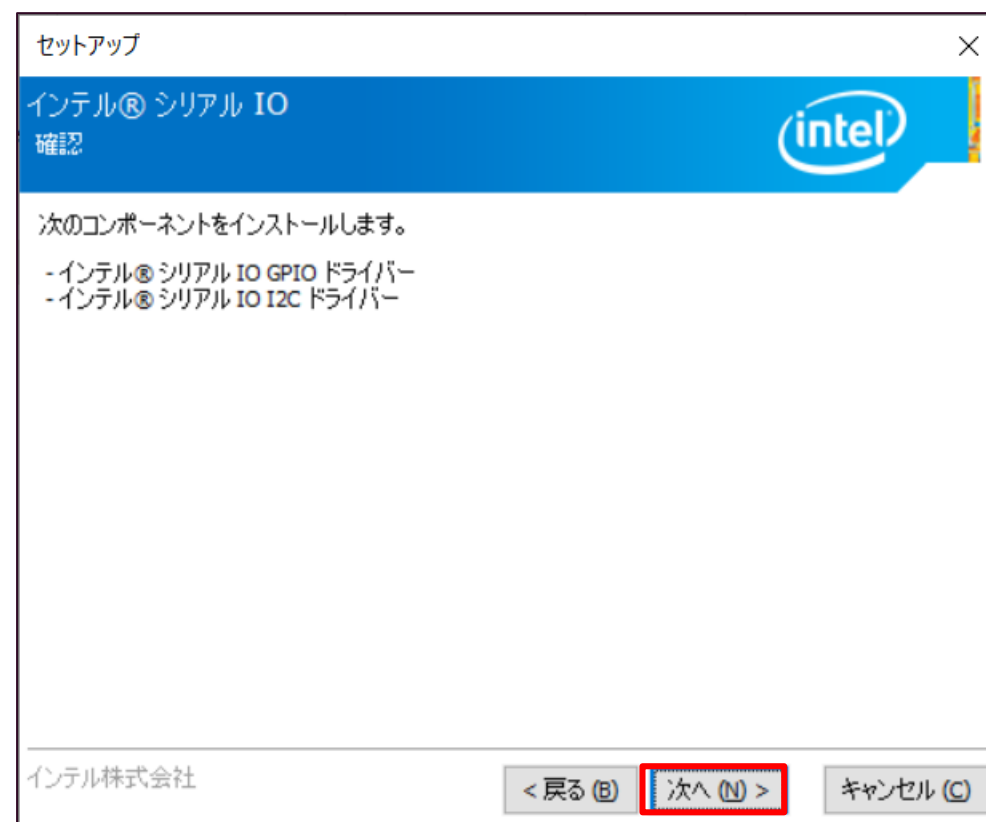 セットアップ
インテル® シリアル IO
確認
intel
次のコンポーネントをインストールします。
- インテル® シリアル IO GPIO ドライバー
- インテル® シリアル IO I2C ドライバー
インテル株式会社
< 戻る (B)
次へ (N) >
キャンセル (C)